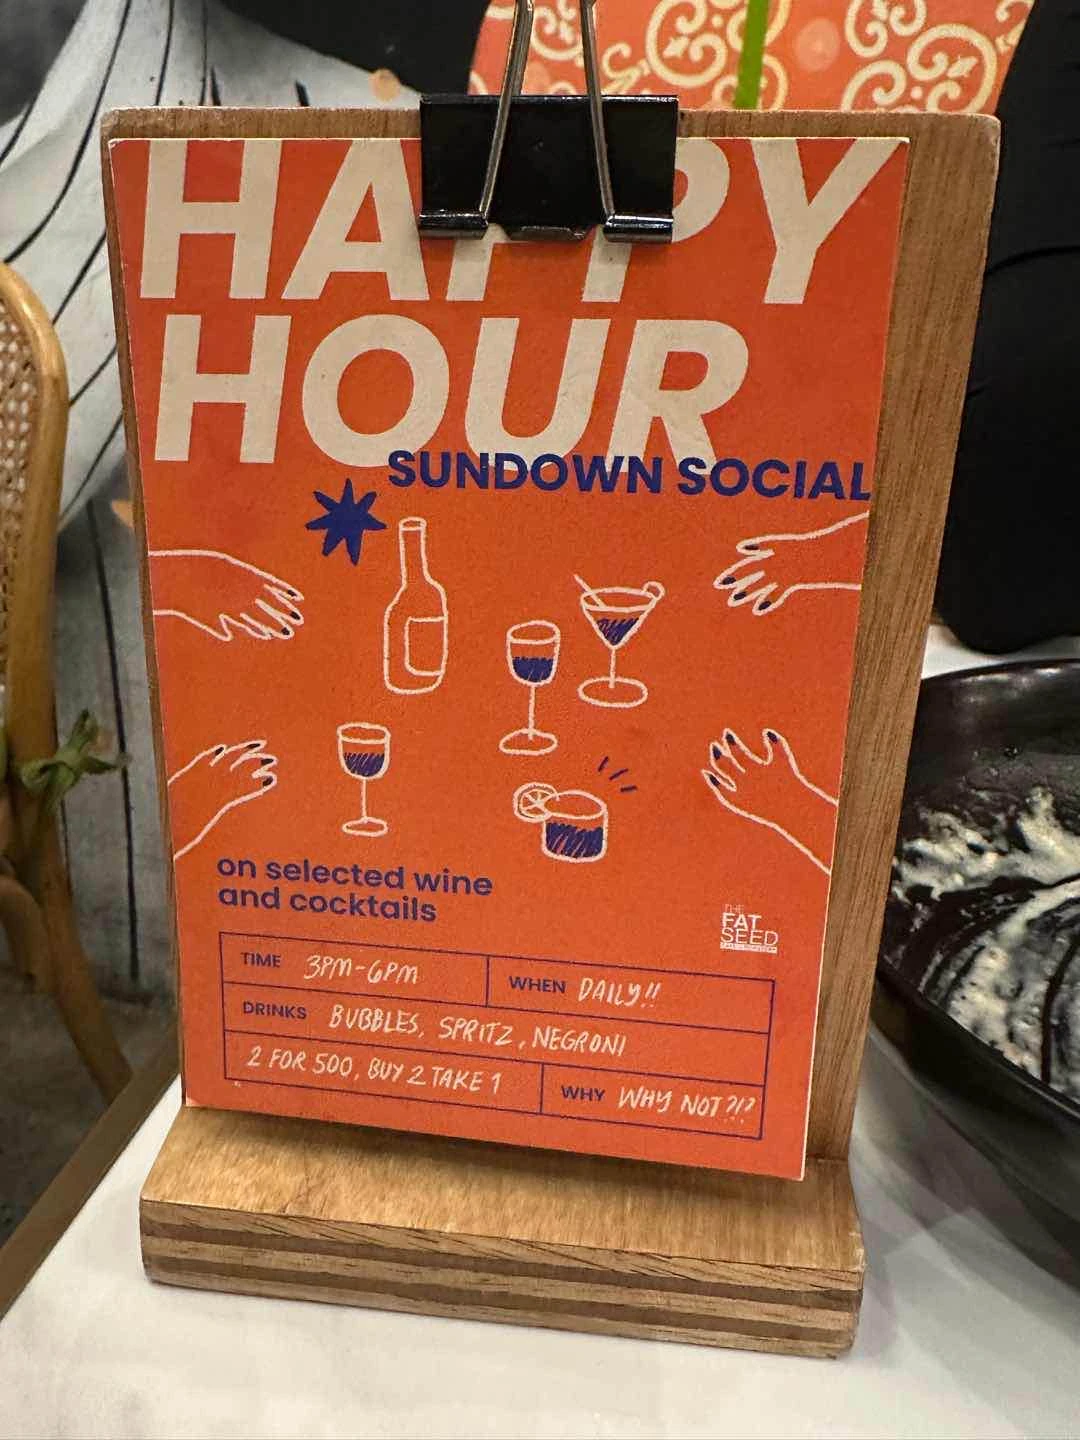 HAPPY
HOUR
SUNDOWN SOCIAL
on selected wine
and cocktails
THE
FAT
SEED
TIME 3PM-6PM WHEN DAILY!!
DRINKS BUBBLES, SPRITZ, NEGRONI
2 FOR 500, BUY 2 TAKE 1 WHY WHY NOT?!?